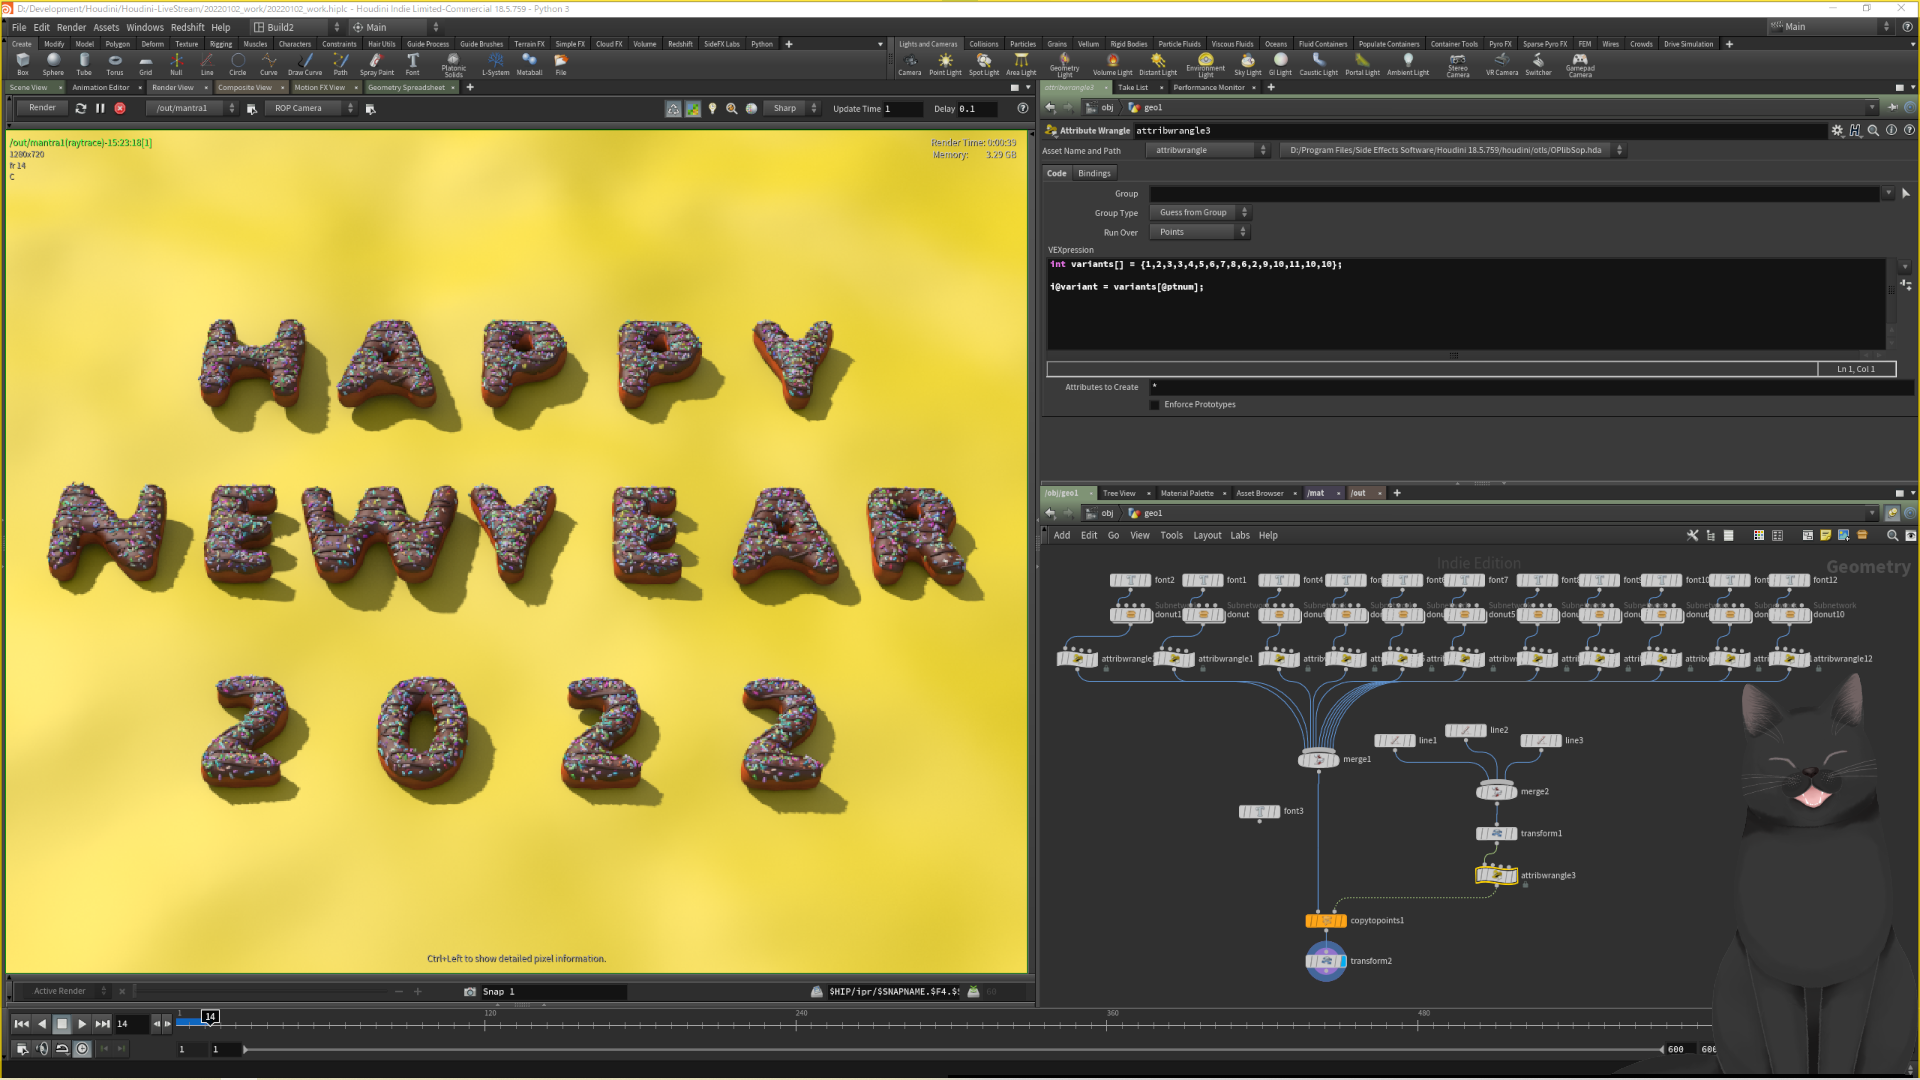 D:/Development/Houdini/Houdini-LiveStream/20220102_work/20220102_work.hiplc - Houdini Indie Limited-Commercial 18.5.759 - Python 3
File Edit Render Assets Windows Redshift Help Build2 Main Main
Create Modify Model Polygon Deform Texture Rigging Muscles Characters Constraints Hair Utils Guide Process Guide Brushes Terrain FX Simple FX Cloud FX Volume Redshift SideFX Labs Python
Lights and Cameras Collisions Particles Grains Vellum Rigid Bodies Particle Fluids Viscous Fluids Oceans Fluid Containers Populate Containers Container Tools Pyro FX Sparse Pyro FX FEM Wires Crowds Drive Simulation
Box Sphere Tube Torus Grid Null Line Circle Curve Draw Curve Path Spray Paint Font Platonic Solids L-System Metaball File
Camera Point Light Spot Light Area Light Geometry Light Volume Light Distant Light Environment Light Sky Light GI Light Caustic Light Portal Light Ambient Light Stereo Camera VR Camera Switcher Gamepad Camera
Scene View Animation Editor Render View Composite View Motion FX View Geometry Spreadsheet
attribwrangle3 Take List Performance Monitor
Render /out/mantra1 ROP Camera Sharp Update Time 1 Delay 0.1
obj geo1
/out/mantra1(raytrace)-15:23:18[1]
1280x720
fr 14
C
Render Time: 0:00:39
Memory: 3.29 GB
HAPPY
NEWYEAR
2022
Ctrl+Left to show detailed pixel information.
Attribute Wrangle attribwrangle3
Asset Name and Path attribwrangle D:/Program Files/Side Effects Software/Houdini 18.5.759/houdini/otls/OPlibSop.hda
Code Bindings
Group
Group Type Guess from Group
Run Over Points
VEXpression
int variants[] = {1,2,3,3,4,5,6,7,8,6,2,9,10,11,10,10};
i@variant = variants[@ptnum];
Ln 1, Col 1
Attributes to Create *
Enforce Prototypes
/obj/geo1 Tree View Material Palette Asset Browser /mat /out
obj geo1
Add Edit Go View Tools Layout Labs Help
Indie Edition
Geometry
font2 font1 font4 font7 font10 font12
Subnetwork
donut1 donut donut5 donut10
attribwrangle attribwrangle1 attribwrangle12
line2
line1 line3
merge1
merge2
font3
transform1
attribwrangle3
copytopoints1
transform2
Active Render Snap 1 $HIP/ipr/$SNAPNAME.$F4.$ 60
14 1 14 120 240 360 480
1 1 600 600